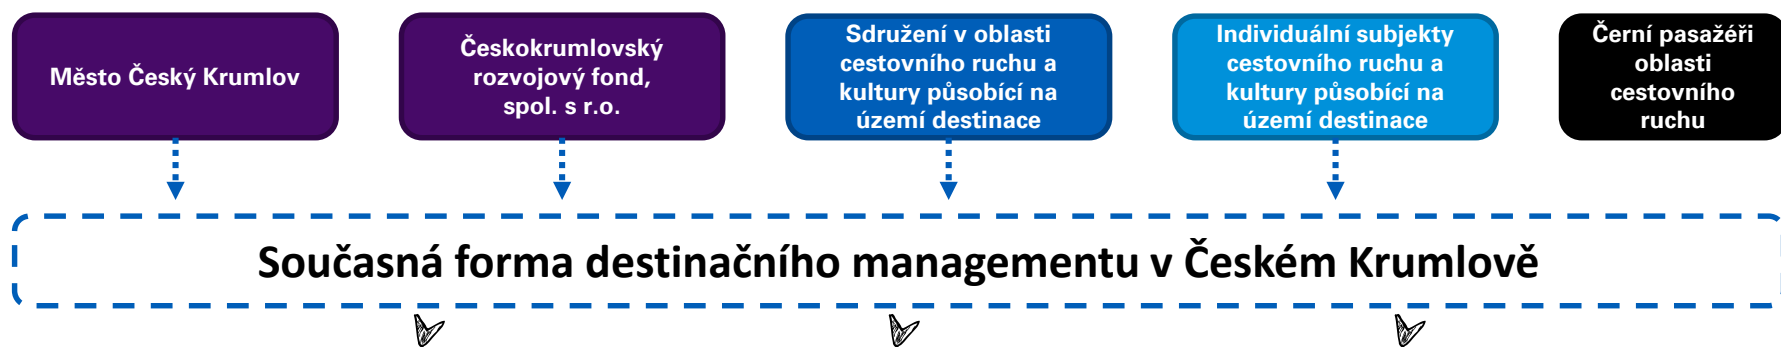 Město Český Krumlov
Českokrumlovský
rozvojový fond,
spol. s r.o.
Sdružení v oblasti
cestovního ruchu a
kultury působící na
území destinace
Individuální subjekty
cestovního ruchu a
kultury působící na
území destinace
Černí pasažéři
oblasti
cestovního
ruchu
Současná forma destinačního managementu v Českém Krumlově